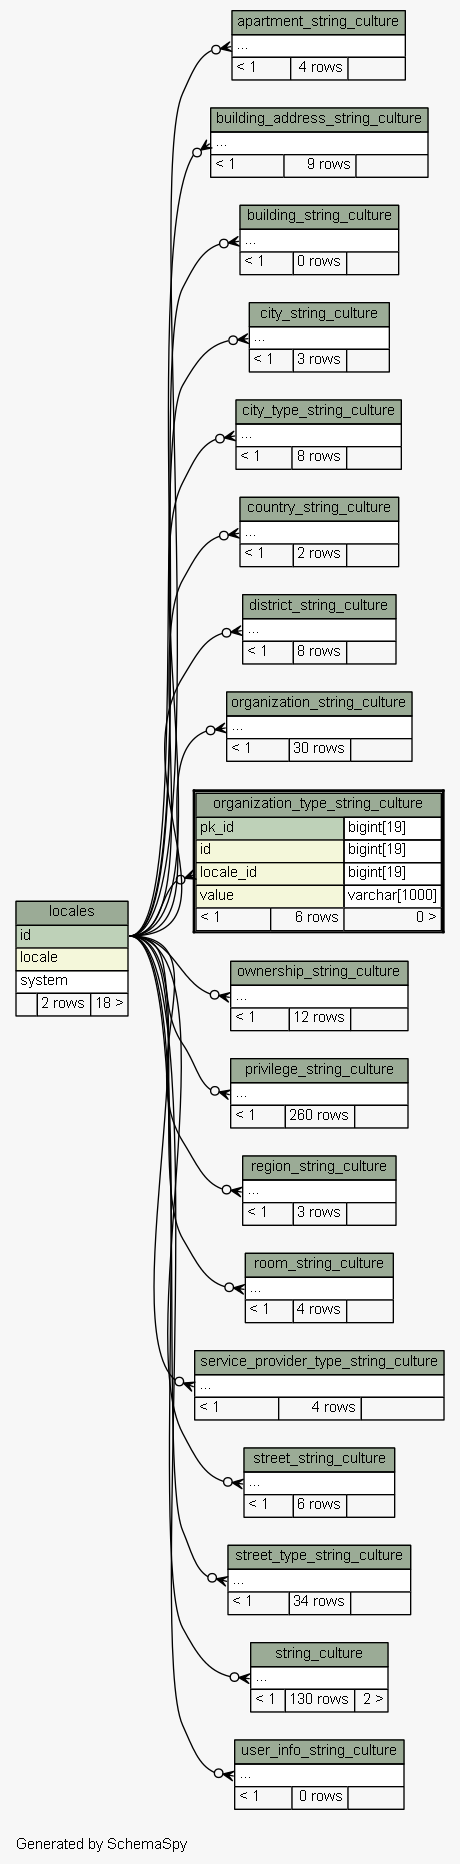 apartment_string_culture
...
< 1 4 rows
building_address_string_culture
...
< 1 9 rows
building_string_culture
...
< 1 0 rows
city_string_culture
...
< 1 3 rows
city_type_string_culture
...
< 1 8 rows
country_string_culture
...
< 1 2 rows
district_string_culture
...
< 1 8 rows
organization_string_culture
...
< 1 30 rows
organization_type_string_culture
pk_id bigint[19]
id bigint[19]
locale_id bigint[19]
value varchar[1000]
< 1 6 rows 0 >
locales
id
locale
system
2 rows 18 >
ownership_string_culture
...
< 1 12 rows
privilege_string_culture
...
< 1 260 rows
region_string_culture
...
< 1 3 rows
room_string_culture
...
< 1 4 rows
service_provider_type_string_culture
...
< 1 4 rows
street_string_culture
...
< 1 6 rows
street_type_string_culture
...
< 1 34 rows
string_culture
...
< 1 130 rows 2 >
user_info_string_culture
...
< 1 0 rows
Generated by SchemaSpy